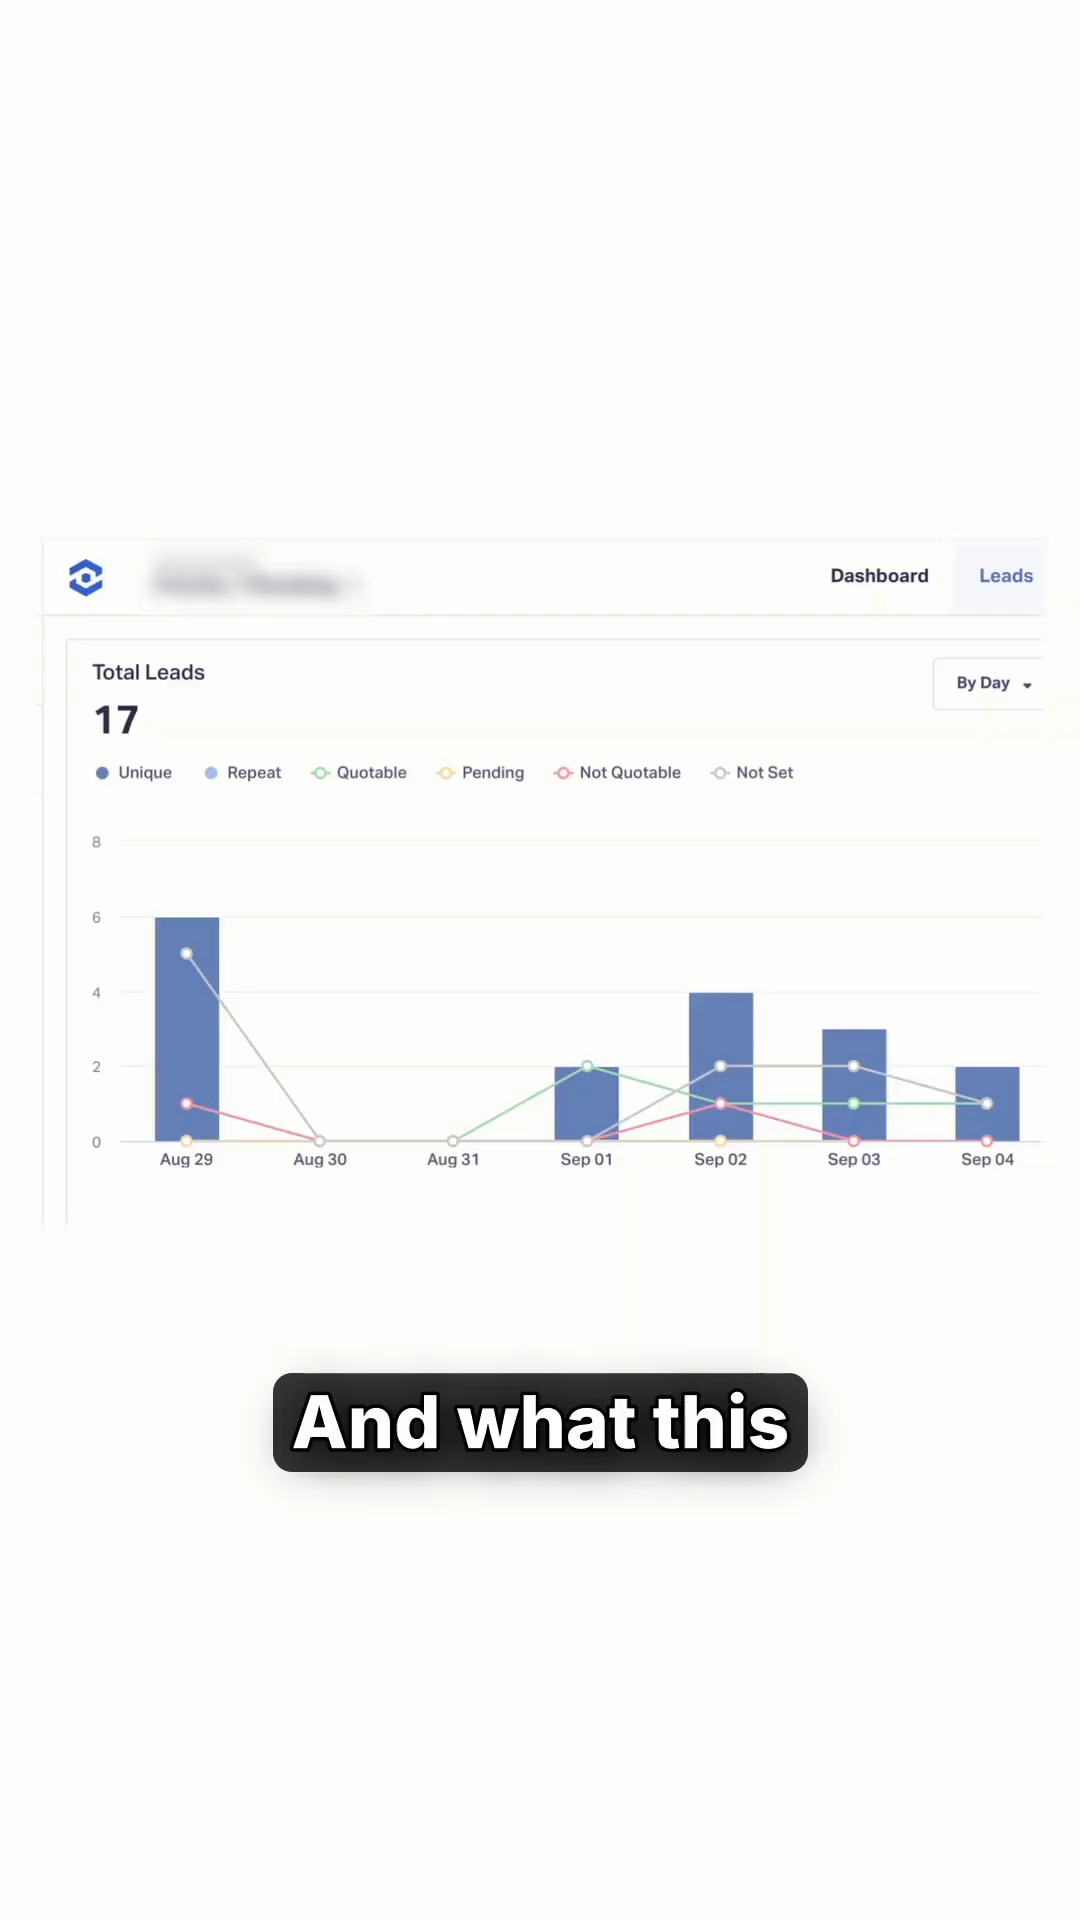 Dashboard Leads
Total Leads
By Day
17
Unique Repeat Quotable Pending Not Quotable Not Set
8
6
4
2
0
Aug 29 Aug 30 Aug 31 Sep 01 Sep 02 Sep 03 Sep 04
And what this